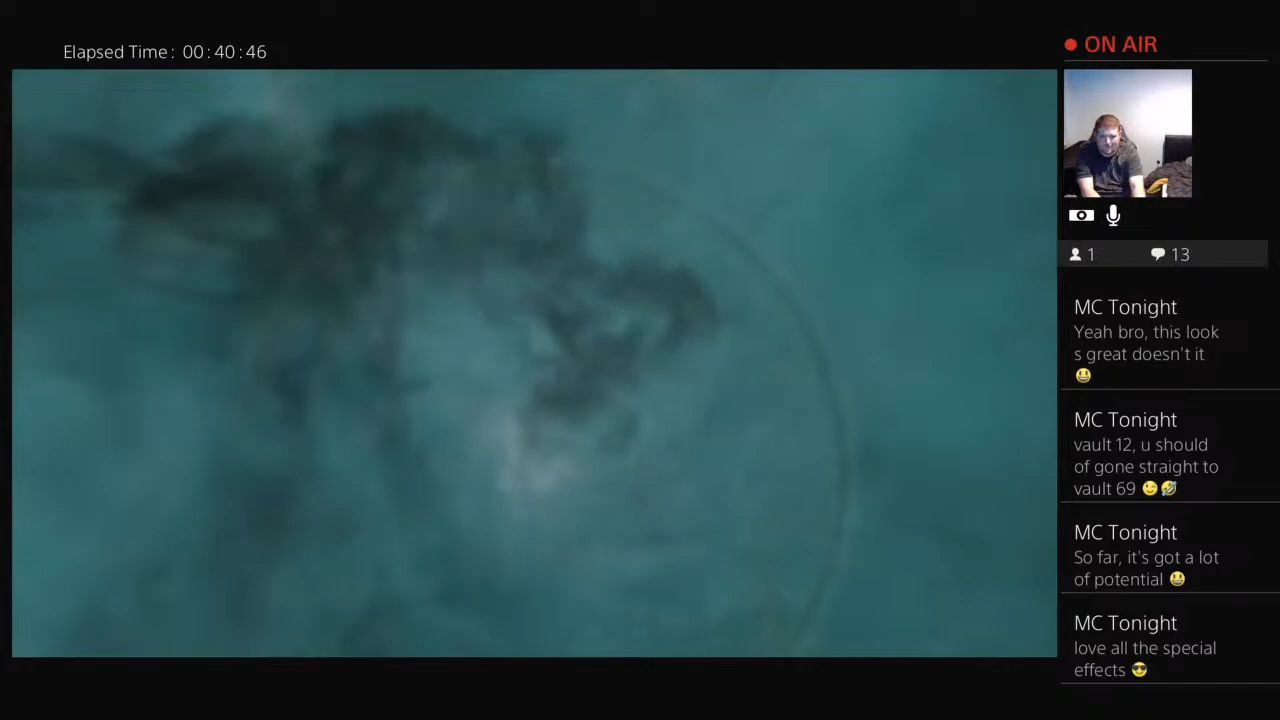 Elapsed Time: 00:40:46
ON AIR
1
13
MC Tonight
Yeah bro, this look
s great doesn't it
😃
MC Tonight
vault 12, u should
of gone straight to
vault 69 😉🤣
MC Tonight
So far, it's got a lot
of potential 😃
MC Tonight
love all the special
effects 😎